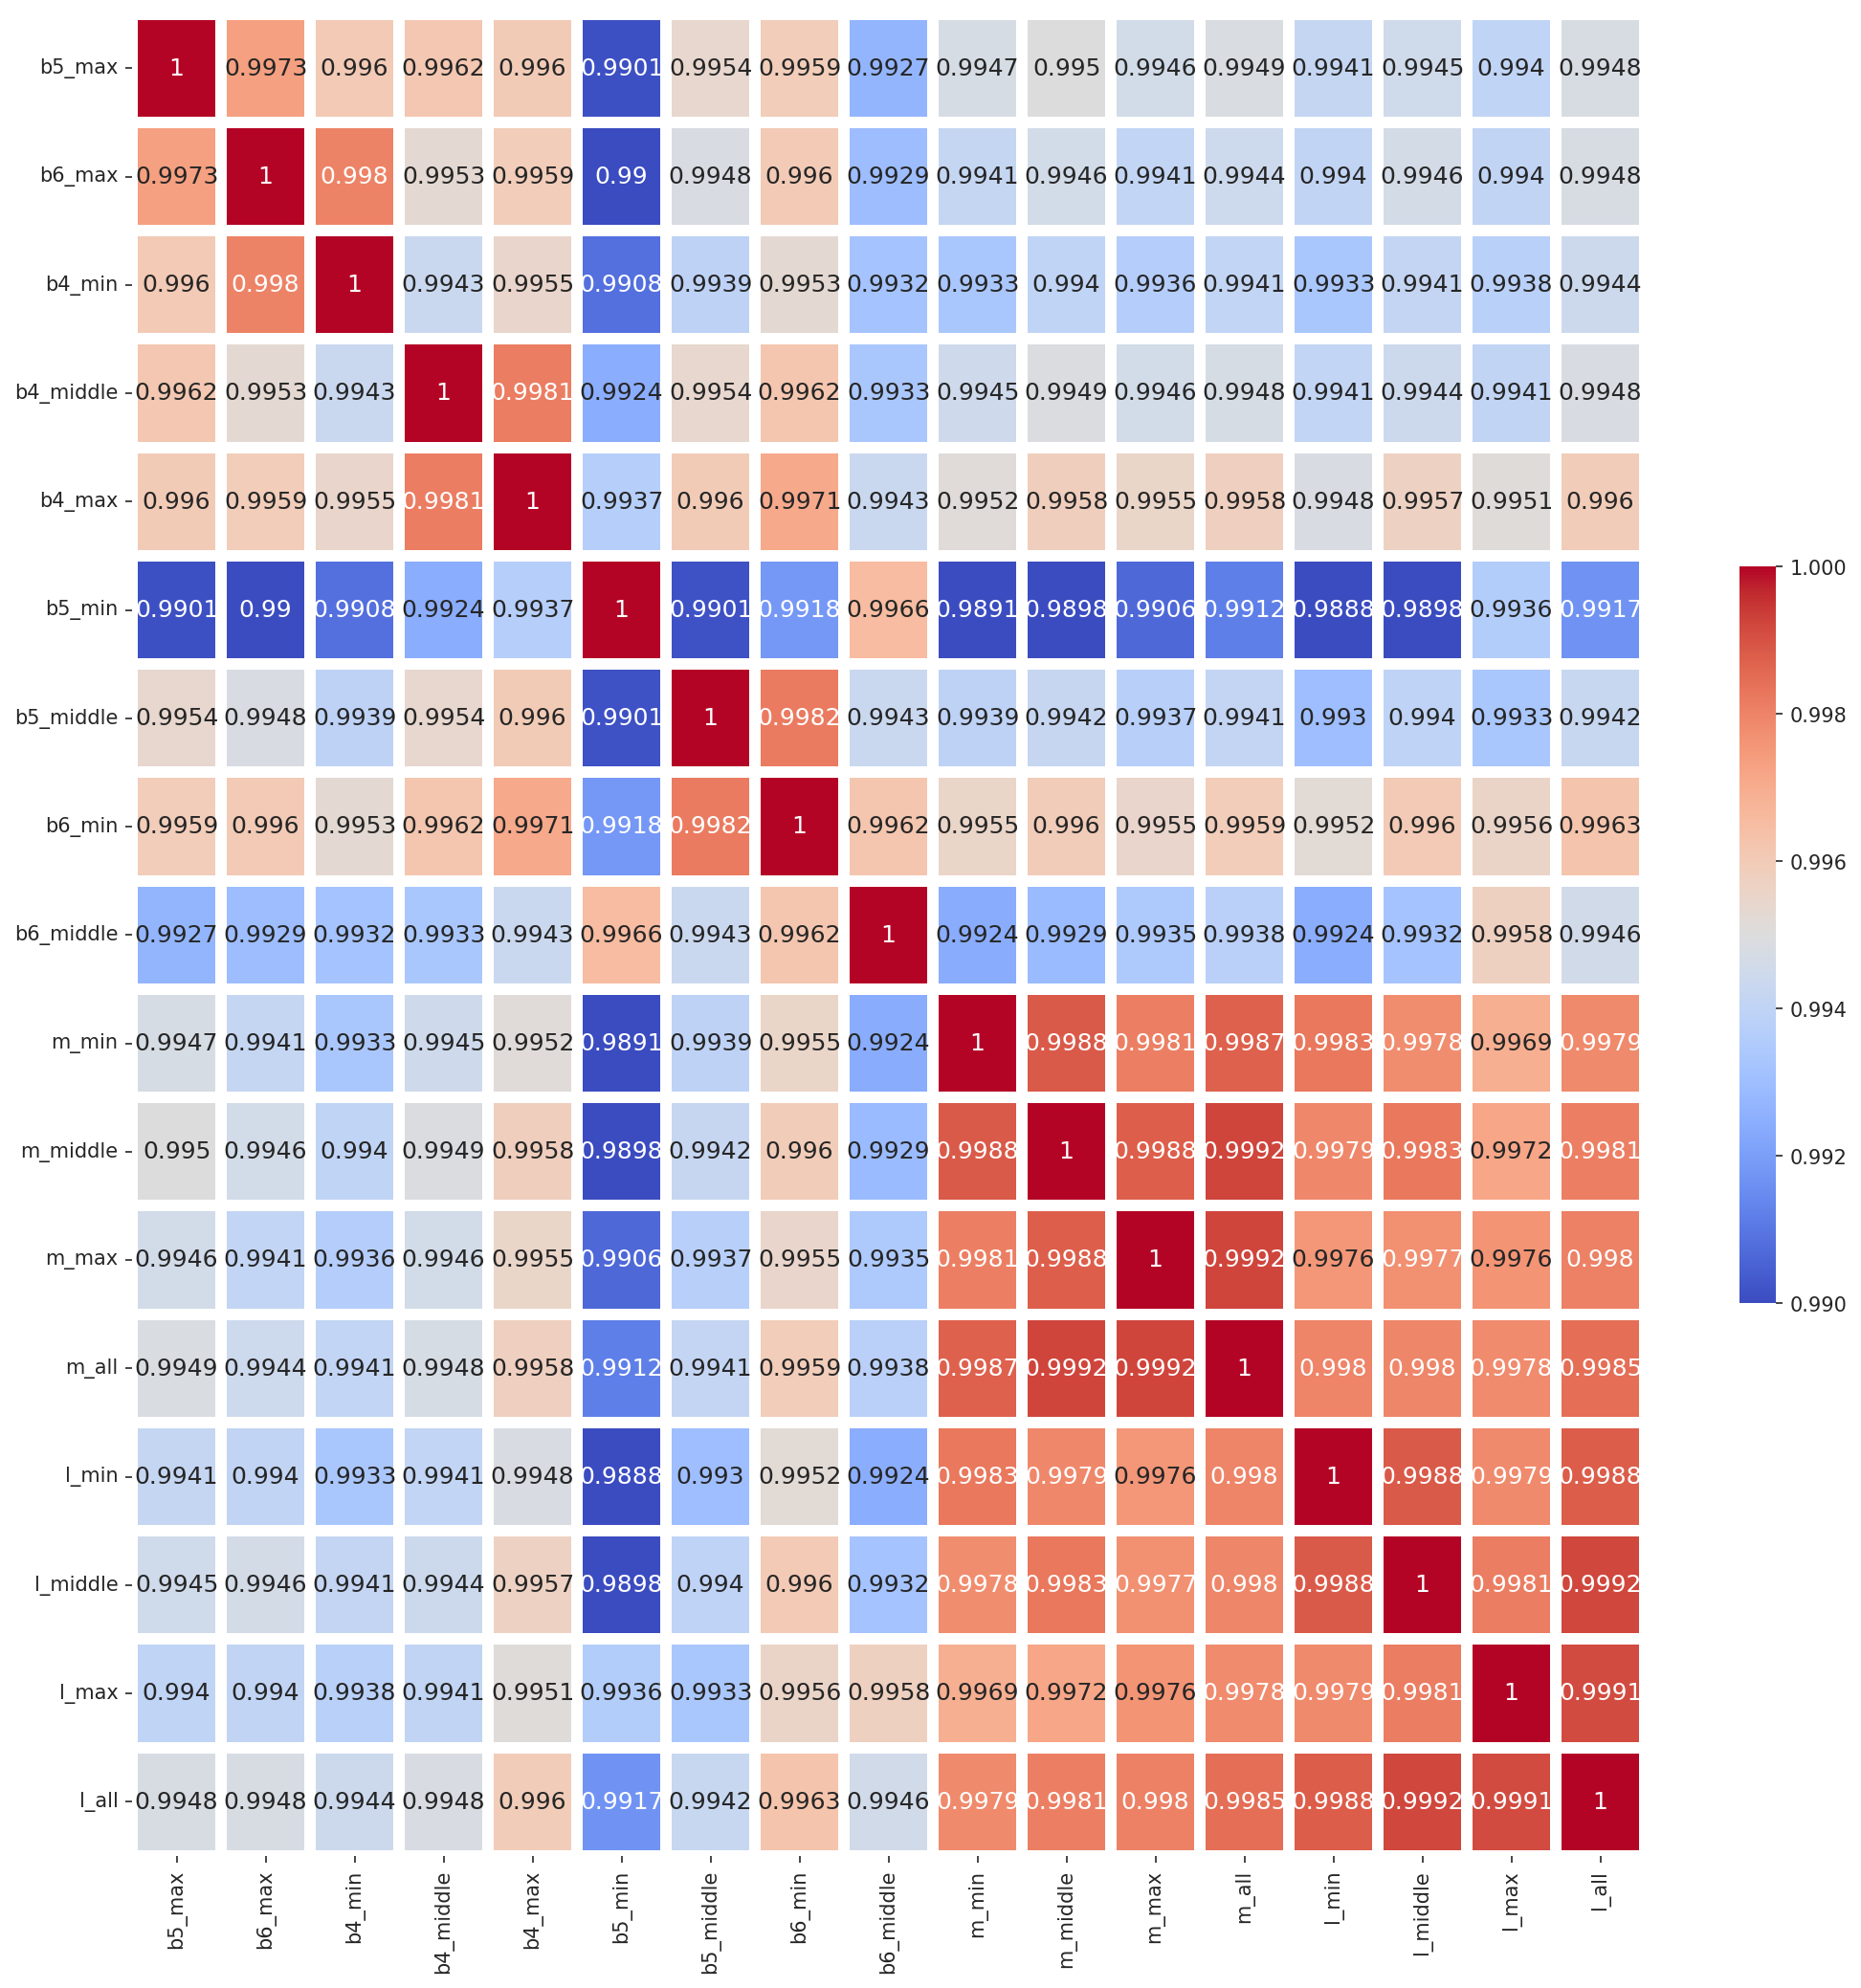 b5_max 1 0.9973 0.996 0.9962 0.996 0.9901 0.9954 0.9959 0.9927 0.9947 0.995 0.9946 0.9949 0.9941 0.9945 0.994 0.9948
b6_max 0.9973 1 0.998 0.9953 0.9959 0.99 0.9948 0.996 0.9929 0.9941 0.9946 0.9941 0.9944 0.994 0.9946 0.994 0.9948
b4_min 0.996 0.998 1 0.9943 0.9955 0.9908 0.9939 0.9953 0.9932 0.9933 0.994 0.9936 0.9941 0.9933 0.9941 0.9938 0.9944
b4_middle 0.9962 0.9953 0.9943 1 0.9981 0.9924 0.9954 0.9962 0.9933 0.9945 0.9949 0.9946 0.9948 0.9941 0.9944 0.9941 0.9948
b4_max 0.996 0.9959 0.9955 0.9981 1 0.9937 0.996 0.9971 0.9943 0.9952 0.9958 0.9955 0.9958 0.9948 0.9957 0.9951 0.996
b5_min 0.9901 0.99 0.9908 0.9924 0.9937 1 0.9901 0.9918 0.9966 0.9891 0.9898 0.9906 0.9912 0.9888 0.9898 0.9936 0.9917
b5_middle 0.9954 0.9948 0.9939 0.9954 0.996 0.9901 1 0.9982 0.9943 0.9939 0.9942 0.9937 0.9941 0.993 0.994 0.9933 0.9942
b6_min 0.9959 0.996 0.9953 0.9962 0.9971 0.9918 0.9982 1 0.9962 0.9955 0.996 0.9955 0.9959 0.9952 0.996 0.9956 0.9963
b6_middle 0.9927 0.9929 0.9932 0.9933 0.9943 0.9966 0.9943 0.9962 1 0.9924 0.9929 0.9935 0.9938 0.9924 0.9932 0.9958 0.9946
m_min 0.9947 0.9941 0.9933 0.9945 0.9952 0.9891 0.9939 0.9955 0.9924 1 0.9988 0.9981 0.9987 0.9983 0.9978 0.9969 0.9979
m_middle 0.995 0.9946 0.994 0.9949 0.9958 0.9898 0.9942 0.996 0.9929 0.9988 1 0.9988 0.9992 0.9979 0.9983 0.9972 0.9981
m_max 0.9946 0.9941 0.9936 0.9946 0.9955 0.9906 0.9937 0.9955 0.9935 0.9981 0.9988 1 0.9992 0.9976 0.9977 0.9976 0.998
m_all 0.9949 0.9944 0.9941 0.9948 0.9958 0.9912 0.9941 0.9959 0.9938 0.9987 0.9992 0.9992 1 0.998 0.998 0.9978 0.9985
l_min 0.9941 0.994 0.9933 0.9941 0.9948 0.9888 0.993 0.9952 0.9924 0.9983 0.9979 0.9976 0.998 1 0.9988 0.9979 0.9988
l_middle 0.9945 0.9946 0.9941 0.9944 0.9957 0.9898 0.994 0.996 0.9932 0.9978 0.9983 0.9977 0.998 0.9988 1 0.9981 0.9992
l_max 0.994 0.994 0.9938 0.9941 0.9951 0.9936 0.9933 0.9956 0.9958 0.9969 0.9972 0.9976 0.9978 0.9979 0.9981 1 0.9991
l_all 0.9948 0.9948 0.9944 0.9948 0.996 0.9917 0.9942 0.9963 0.9946 0.9979 0.9981 0.998 0.9985 0.9988 0.9992 0.9991 1
b5_max b6_max b4_min b4_middle b4_max b5_min b5_middle b6_min b6_middle m_min m_middle m_max m_all l_min l_middle l_max l_all
1.000
0.998
0.996
0.994
0.992
0.990